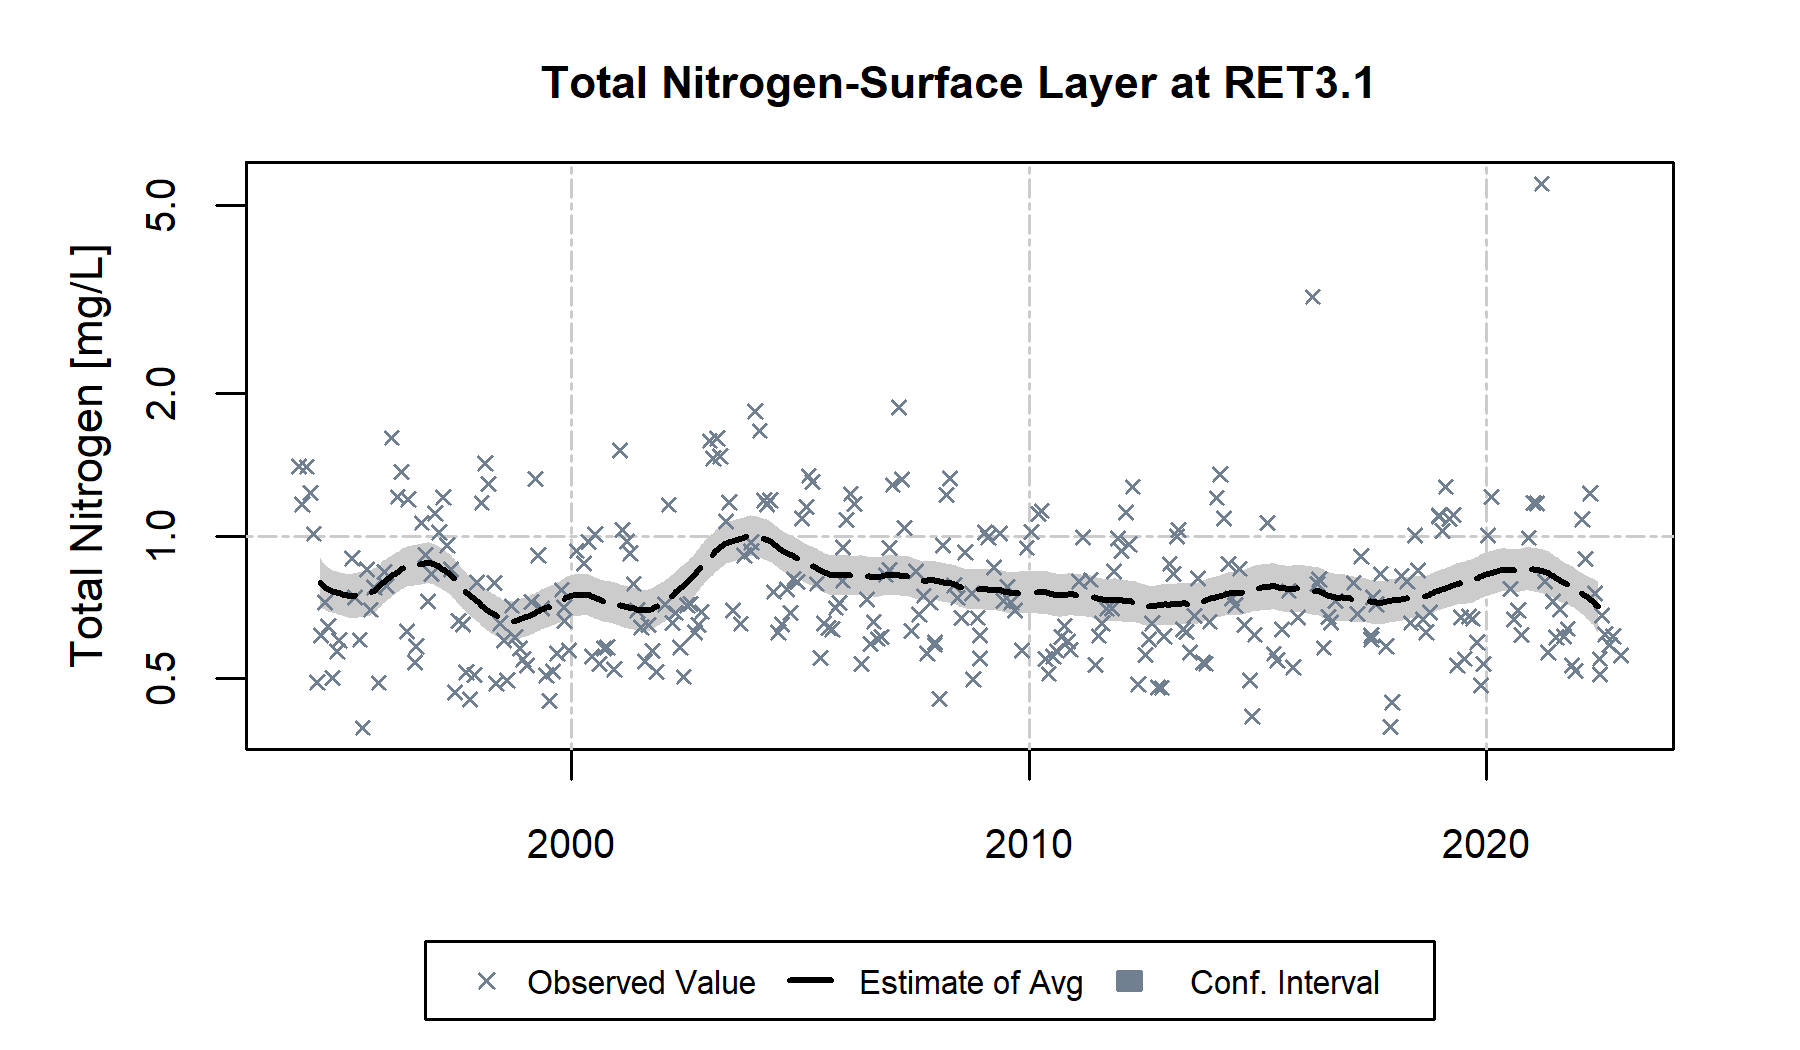 Total Nitrogen-Surface Layer at RET3.1
Total Nitrogen [mg/L]
5.0
2.0
1.0
0.5
2000 2010 2020
Observed Value Estimate of Avg Conf. Interval